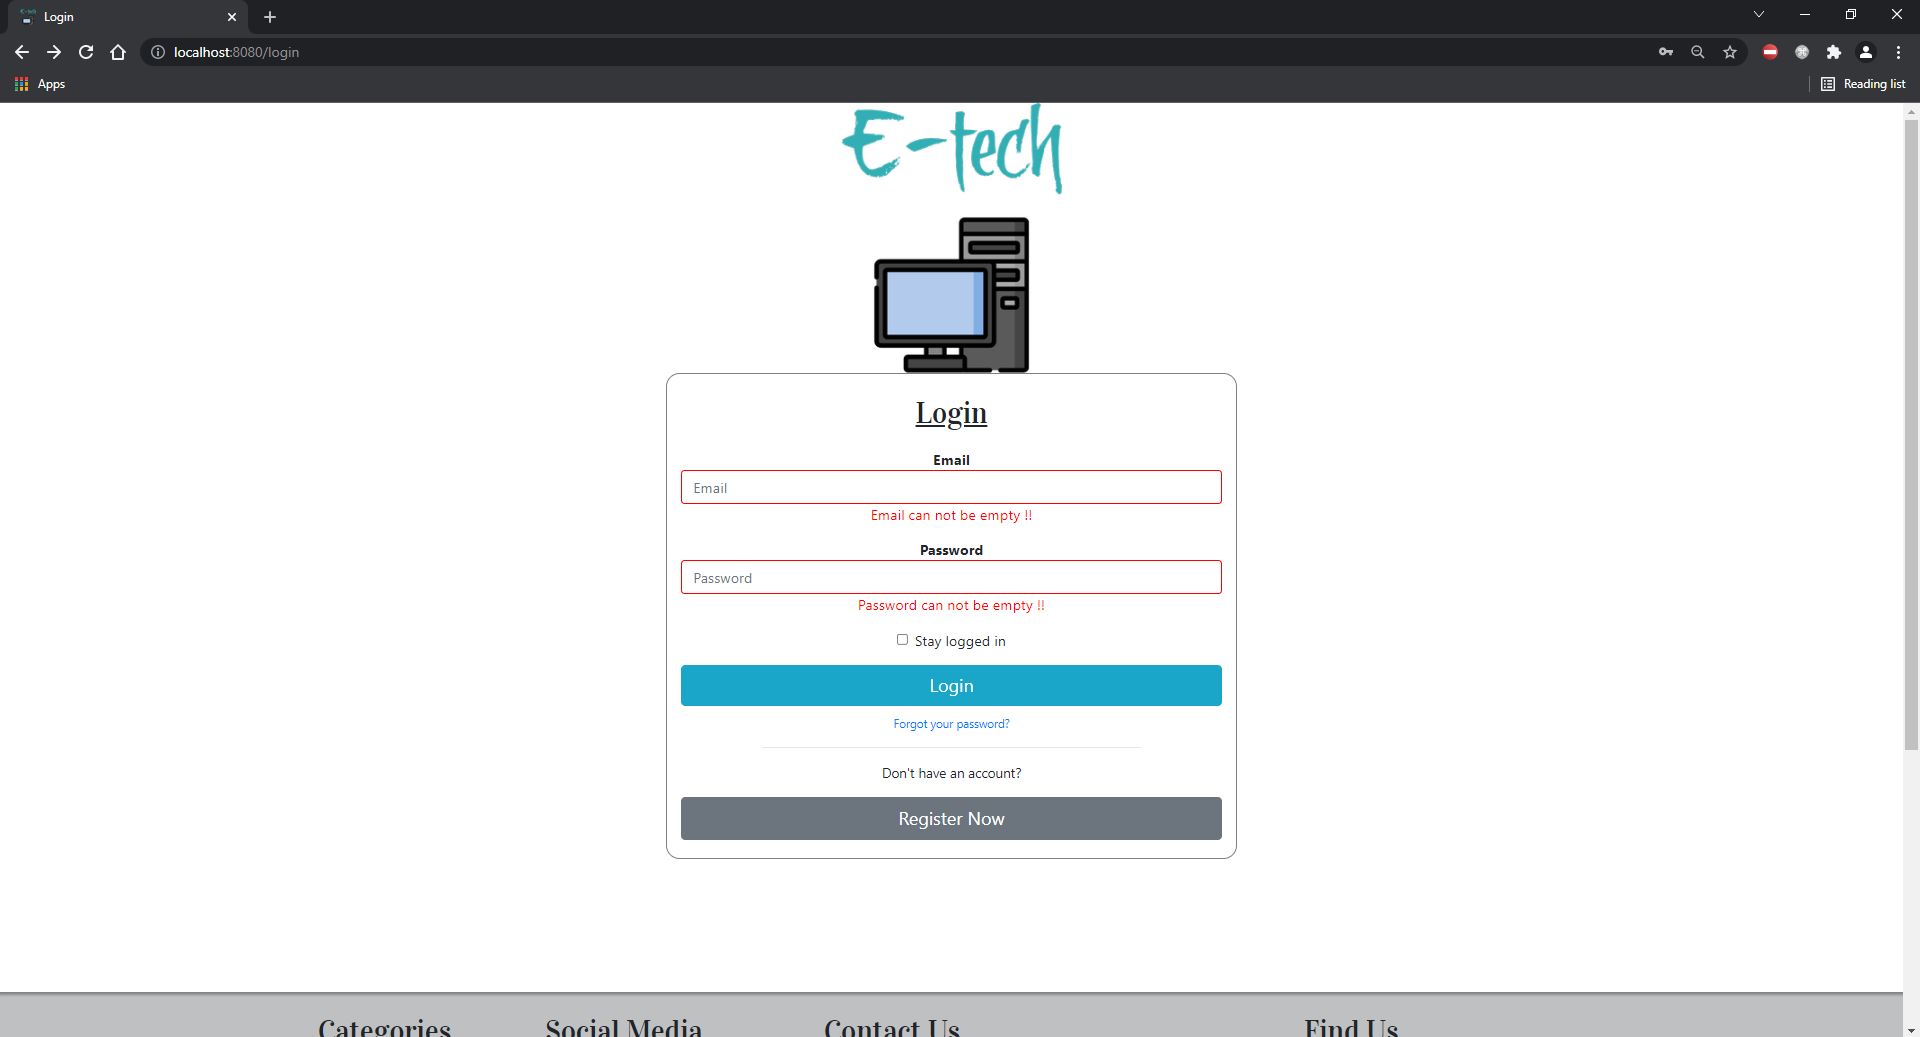 Login
localhost:8080/login
Apps
Reading list
E-tech
Login
Email
Email
Email can not be empty !!
Password
Password
Password can not be empty !!
Stay logged in
Login
Forgot your password?
Don't have an account?
Register Now
Categories Social Media Contact Us Find Us